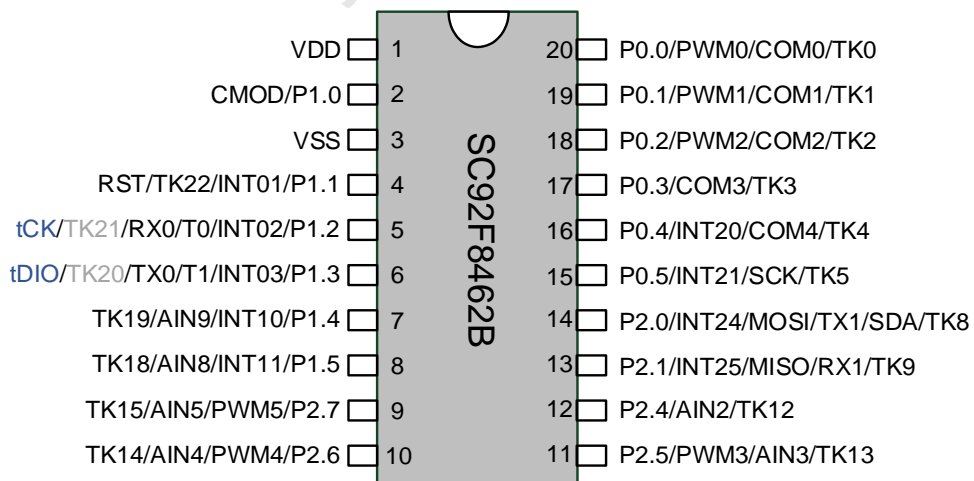 VDD 1 20 P0.0/PWM0/COM0/TK0
CMOD/P1.0 2 19 P0.1/PWM1/COM1/TK1
VSS 3 18 P0.2/PWM2/COM2/TK2
RST/TK22/INT01/P1.1 4 17 P0.3/COM3/TK3
tCK/TK21/RX0/T0/INT02/P1.2 5 16 P0.4/INT20/COM4/TK4
tDIO/TK20/TX0/T1/INT03/P1.3 6 15 P0.5/INT21/SCK/TK5
TK19/AIN9/INT10/P1.4 7 14 P2.0/INT24/MOSI/TX1/SDA/TK8
TK18/AIN8/INT11/P1.5 8 13 P2.1/INT25/MISO/RX1/TK9
TK15/AIN5/PWM5/P2.7 9 12 P2.4/AIN2/TK12
TK14/AIN4/PWM4/P2.6 10 11 P2.5/PWM3/AIN3/TK13
SC92F8462B